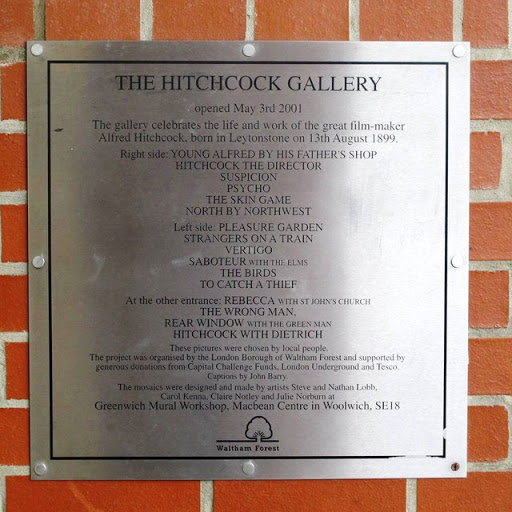 THE HITCHCOCK GALLERY
opened May 3rd 2001
The gallery celebrates the life and work of the great film-maker
Alfred Hitchcock, born in Leytonstone on 13th August 1899.
Right side: YOUNG ALFRED BY HIS FATHER'S SHOP
HITCHCOCK THE DIRECTOR
SUSPICION
PSYCHO
THE SKIN GAME
NORTH BY NORTHWEST
Left side: PLEASURE GARDEN
STRANGERS ON A TRAIN
VERTIGO
SABOTEUR WITH THE ELMS
THE BIRDS
TO CATCH A THIEF
At the other entrance: REBECCA WITH ST JOHN'S CHURCH
THE WRONG MAN,
REAR WINDOW WITH THE GREEN MAN
HITCHCOCK WITH DIETRICH
These pictures were chosen by local people.
The project was organised by the London Borough of Waltham Forest and supported by
generous donations from Capital Challenge Funds, London Underground and Tesco.
Captions by John Barry.
The mosaics were designed and made by artists Steve and Nathan Lobb,
Carol Kenna, Claire Notley and Julie Norburn at
Greenwich Mural Workshop, Macbean Centre in Woolwich, SE18
Waltham Forest